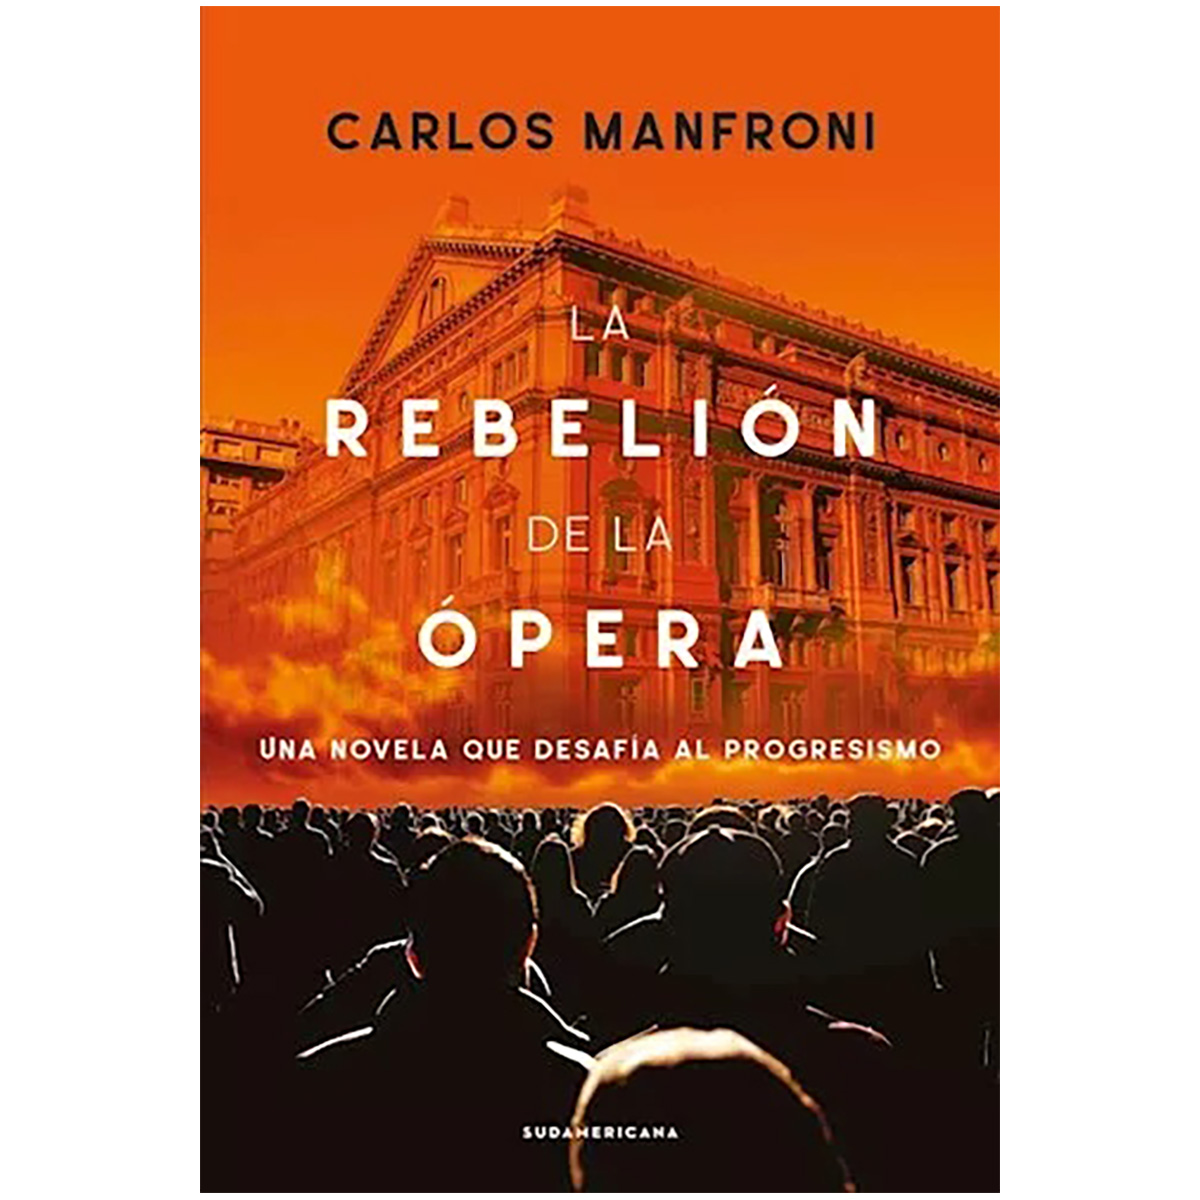 CARLOS MANFRONI
LA
REBELIÓN
DE LA
ÓPERA
UNA NOVELA QUE DESAFÍA AL PROGRESISMO
SUDAMERICANA